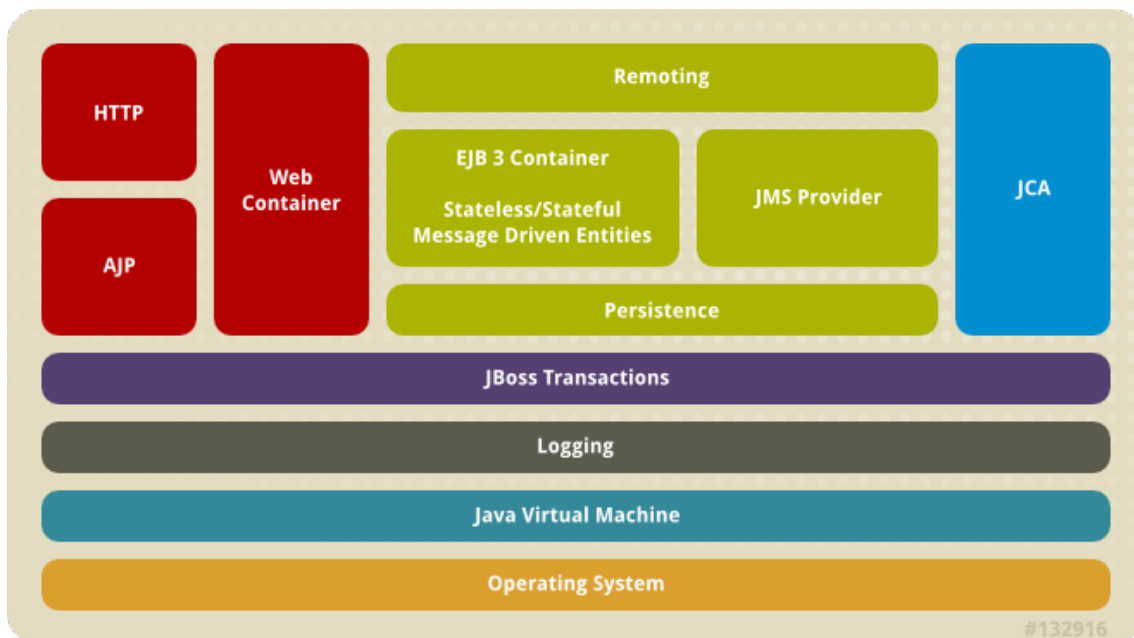 HTTP
AJP
Web
Container
Remoting
EJB 3 Container
Stateless/Stateful
Message Driven Entities
JMS Provider
Persistence
JCA
JBoss Transactions
Logging
Java Virtual Machine
Operating System
#132916